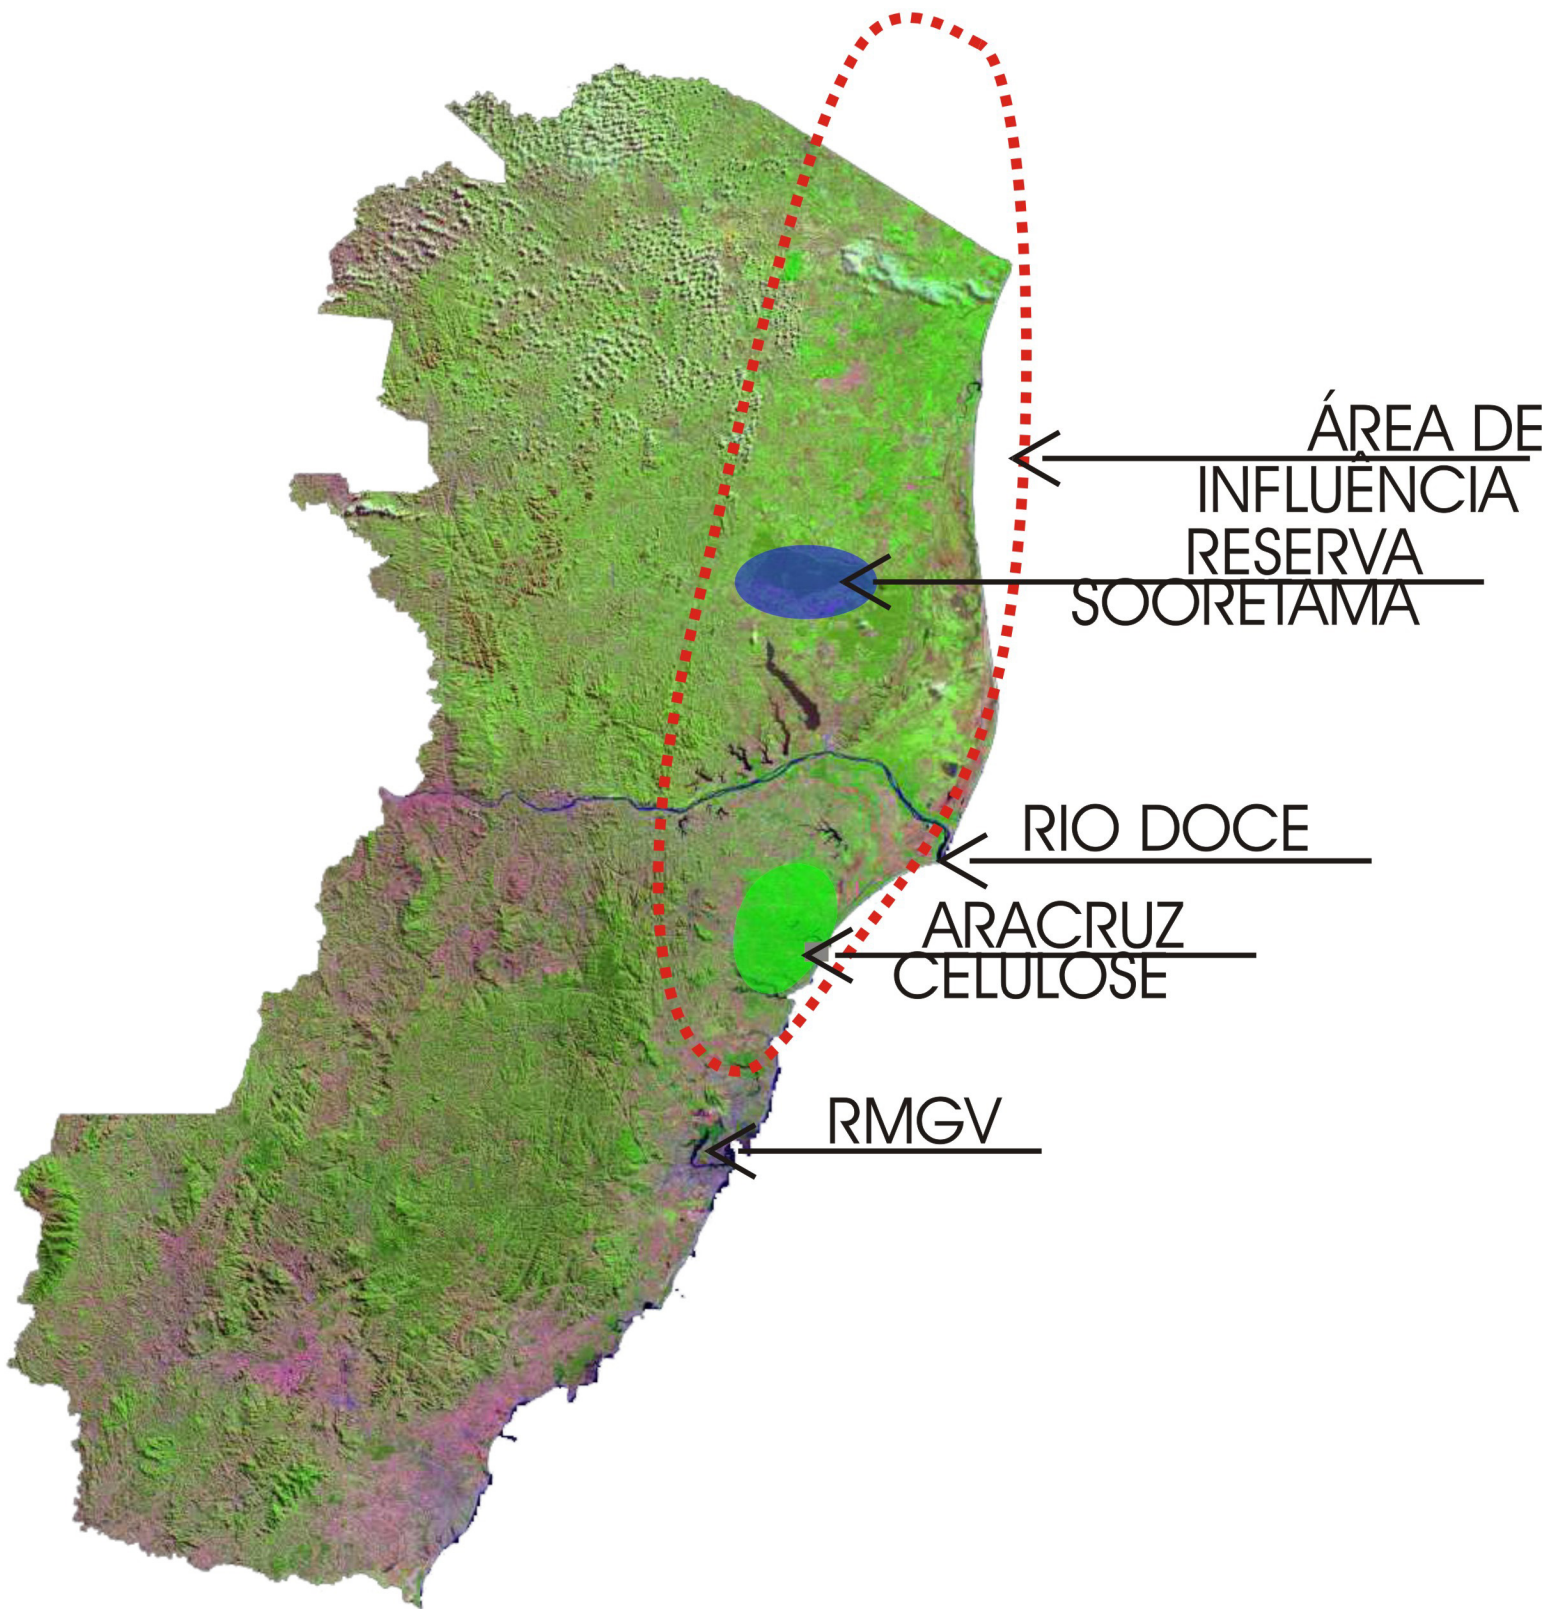 ÁREA DE
INFLUÊNCIA
RESERVA
SOORETAMA
RIO DOCE
ARACRUZ
CELULOSE
RMGV